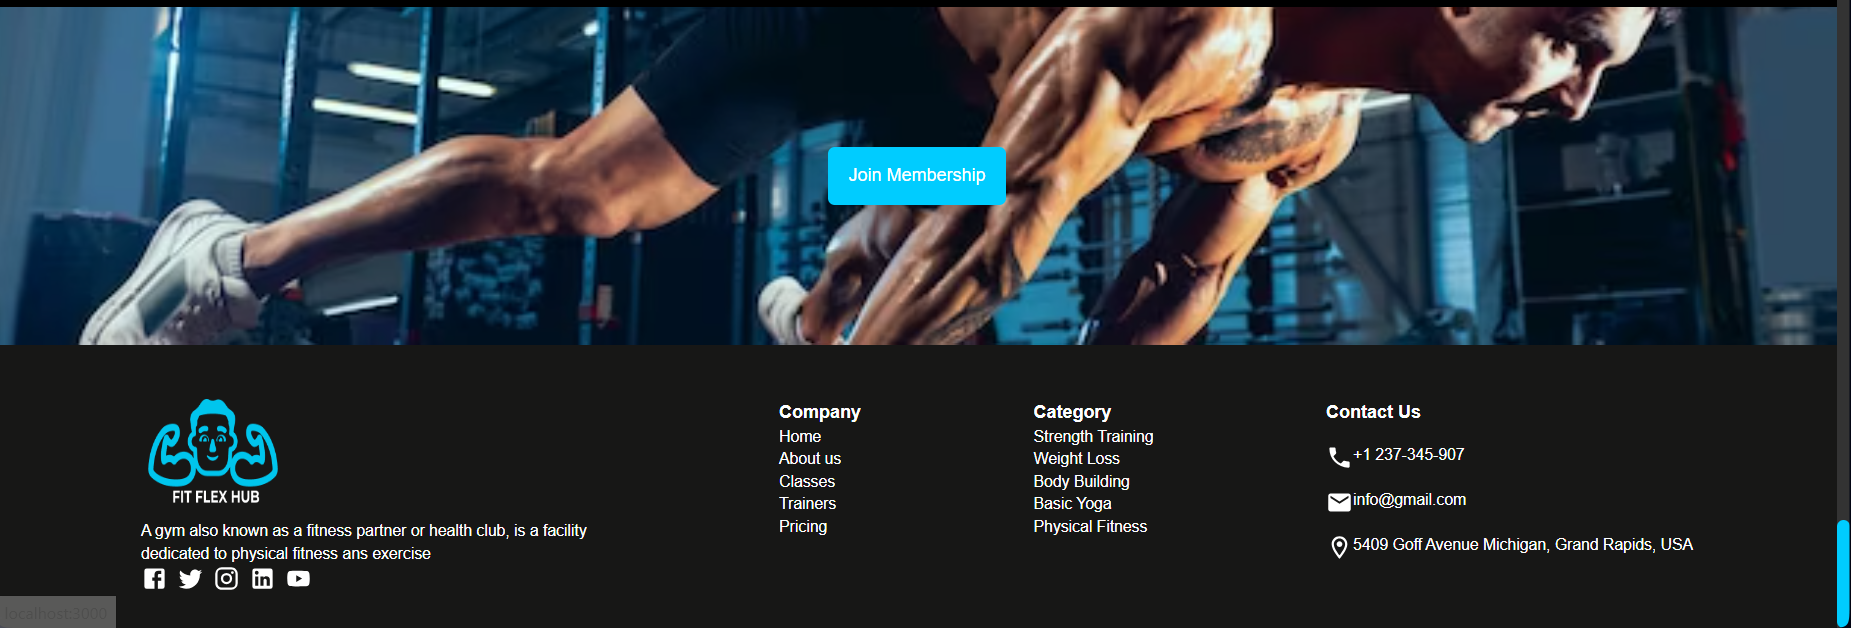 Join Membership
FIT FLEX HUB
A gym also known as a fitness partner or health club, is a facility
dedicated to physical fitness ans exercise
Company
Home
About us
Classes
Trainers
Pricing
Category
Strength Training
Weight Loss
Body Building
Basic Yoga
Physical Fitness
Contact Us
+1 237-345-907
info@gmail.com
5409 Goff Avenue Michigan, Grand Rapids, USA
localhost:3000